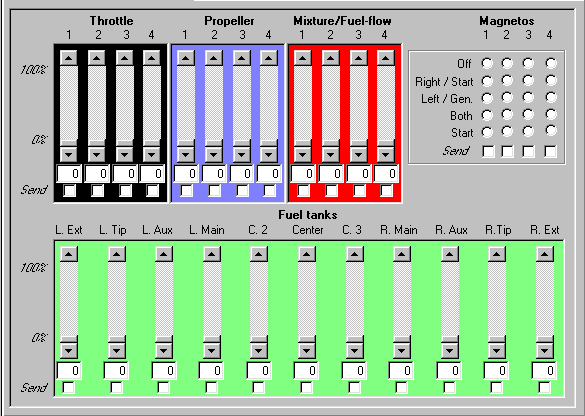 Throttle Propeller Mixture/Fuel-flow Magnetos
1 2 3 4 1 2 3 4 1 2 3 4 1 2 3 4
100%
Off
Right / Start
Left / Gen.
Both
0%
Start
Send
0 0 0 0 0 0 0 0 0 0 0 0
Send
Fuel tanks
L. Ext L. Tip L. Aux L. Main C. 2 Center C. 3 R. Main R. Aux R.Tip R. Ext
100%
0%
0 0 0 0 0 0 0 0 0 0 0
Send